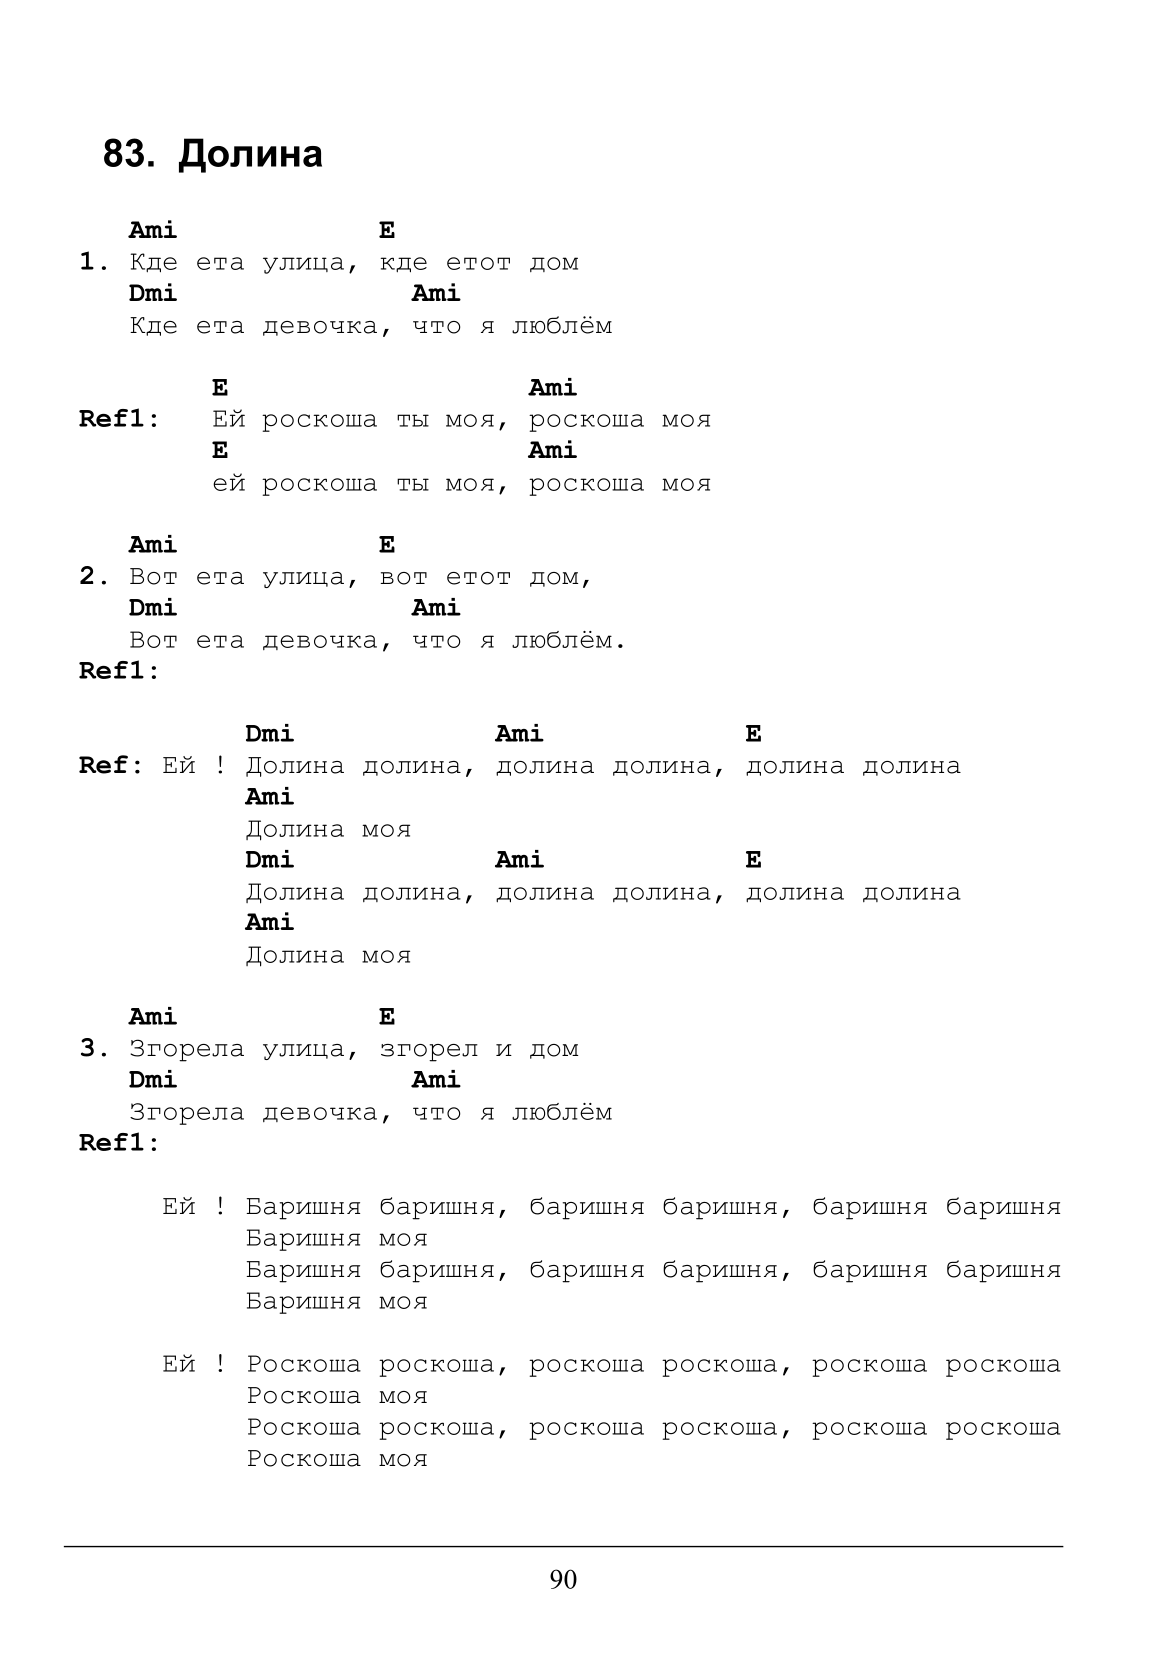 83. Долина
Ami E
1. Кде ета улица, кде етот дом
Dmi Ami
Кде ета девочка, что я люблём
E Ami
Ref1: Ей роскоша ты моя, роскоша моя
E Ami
ей роскоша ты моя, роскоша моя
Ami E
2. Вот ета улица, вот етот дом,
Dmi Ami
Вот ета девочка, что я люблём.
Ref1:
Dmi Ami E
Ref: Ей ! Долина долина, долина долина, долина долина
Ami
Долина моя
Dmi Ami E
Долина долина, долина долина, долина долина
Ami
Долина моя
Ami E
3. Згорела улица, згорел и дом
Dmi Ami
Згорела девочка, что я люблём
Ref1:
Ей ! Баришня баришня, баришня баришня, баришня баришня
Баришня моя
Баришня баришня, баришня баришня, баришня баришня
Баришня моя
Ей ! Роскоша роскоша, роскоша роскоша, роскоша роскоша
Роскоша моя
Роскоша роскоша, роскоша роскоша, роскоша роскоша
Роскоша моя
90